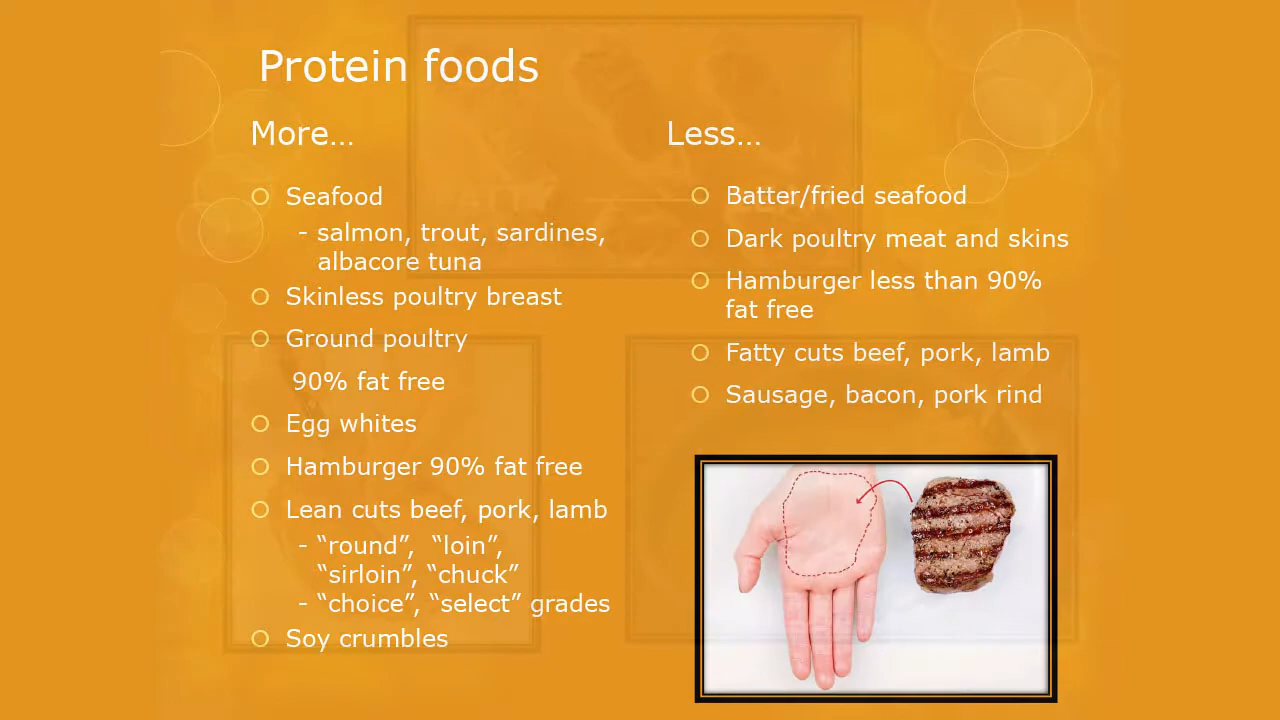 Protein foods
More…
Seafood
- salmon, trout, sardines,
albacore tuna
Skinless poultry breast
Ground poultry
90% fat free
Egg whites
Hamburger 90% fat free
Lean cuts beef, pork, lamb
- “round”,  “loin”,
“sirloin”, “chuck”
- “choice”, “select” grades
Soy crumbles
Less…
Batter/fried seafood
Dark poultry meat and skins
Hamburger less than 90%
fat free
Fatty cuts beef, pork, lamb
Sausage, bacon, pork rind